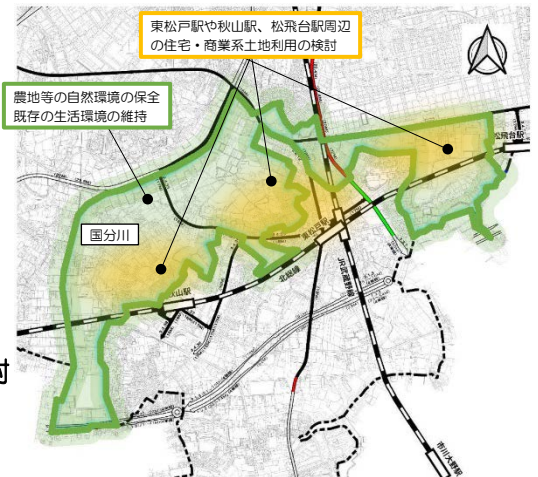 東松戸駅や秋山駅、松飛台駅周辺
の住宅・商業系土地利用の検討
農地等の自然環境の保全
既存の生活環境の維持
松飛台駅
国分川
東松戸駅
北総線
JR武蔵野線
秋山駅
討
市川大野駅